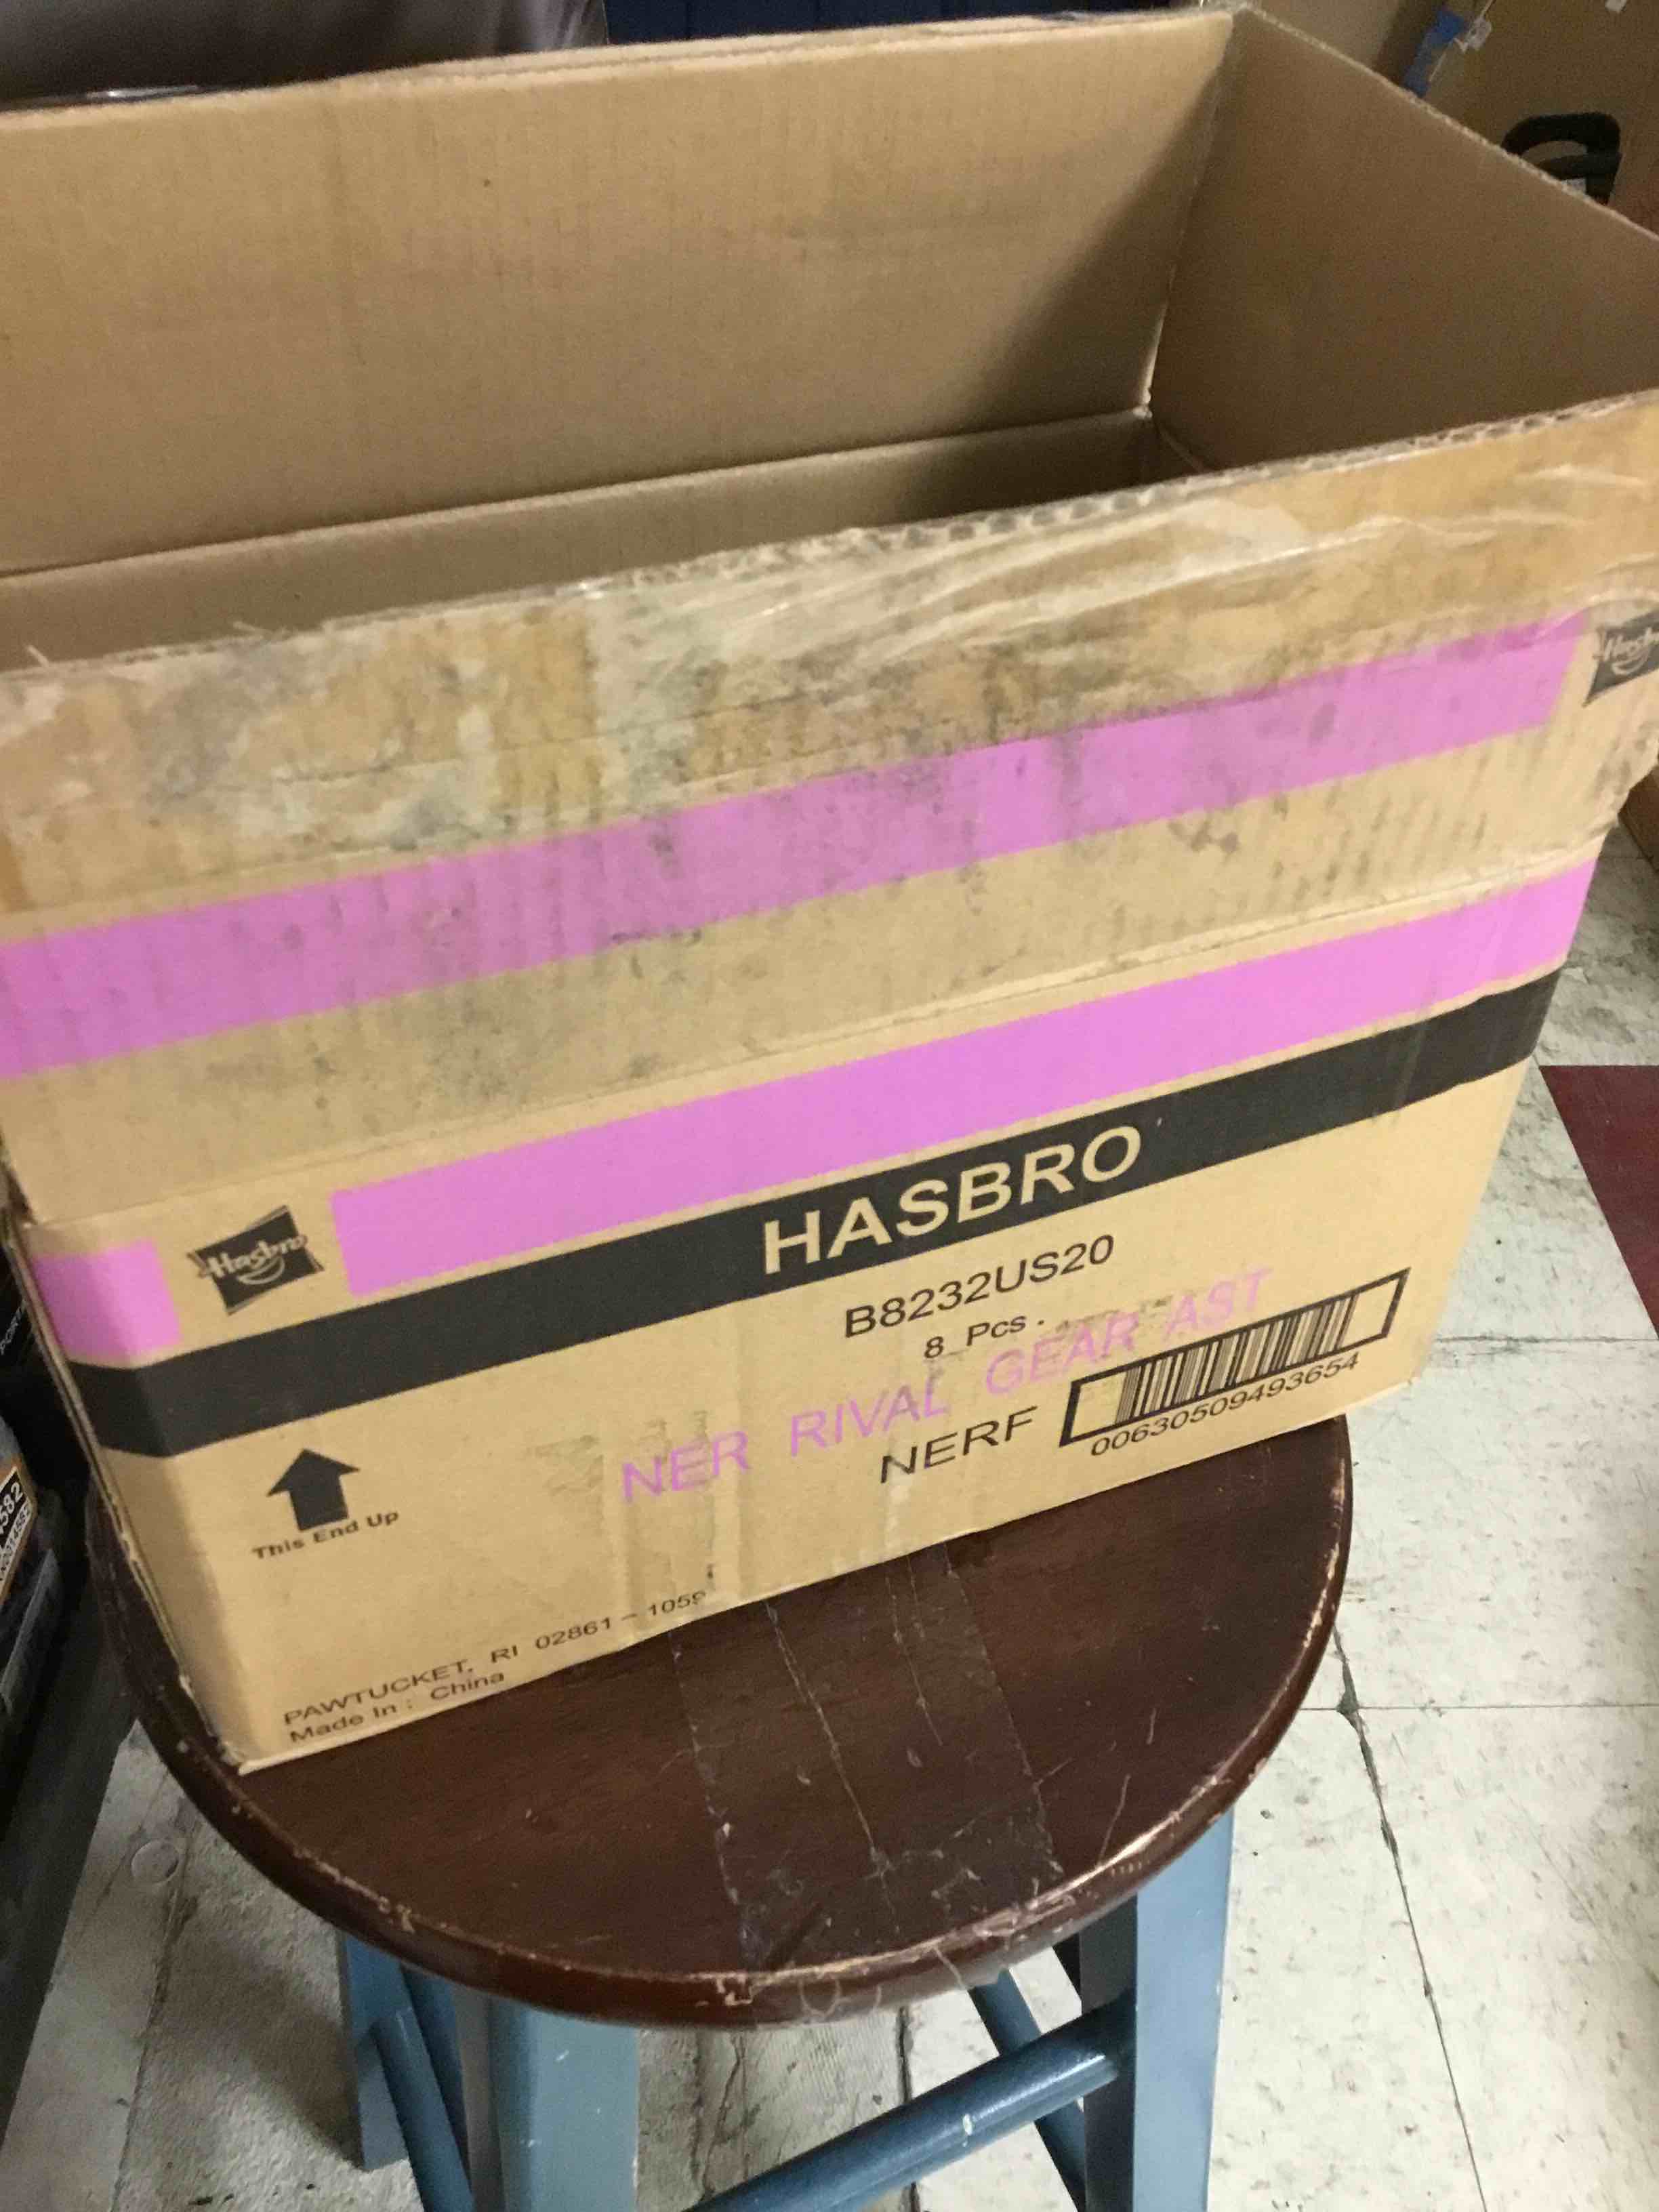 Hasbro
Hasbro
HASBRO
B8232US20
8 Pcs.
NER RIVAL GEAR AST
NERF
00630509493654
This End Up
PAWTUCKET, RI 02861 - 1059
Made In : China